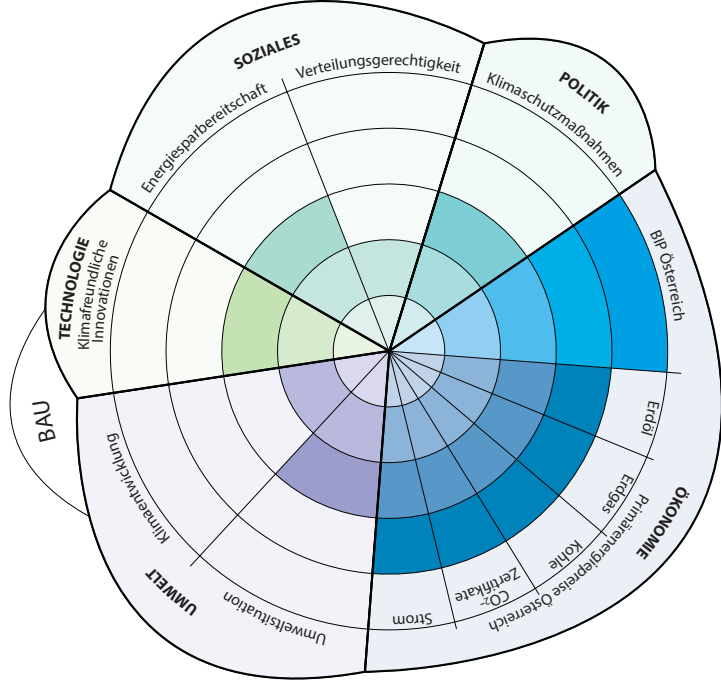 SOZIALES
Energiesparbereitschaft
Verteilungsgerechtigkeit
POLITIK
Klimaschutzmaßnahmen
BIP Österreich
ÖKONOMIE
Primärenergiepreise Österreich
Erdöl
Erdgas
Kohle
CO₂-
Zertifikate
Strom
UMWELT
Umweltsituation
Klimaentwicklung
BAU
TECHNOLOGIE
Klimafreundliche
Innovationen